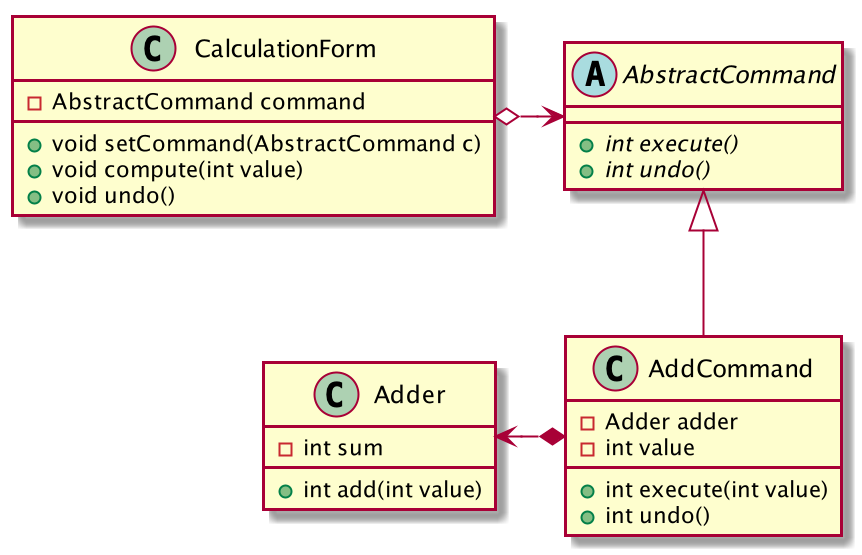 C CalculationForm
AbstractCommand command
void setCommand(AbstractCommand c)
void compute(int value)
void undo()
A AbstractCommand
int execute()
int undo()
C Adder
int sum
int add(int value)
C AddCommand
Adder adder
int value
int execute(int value)
int undo()